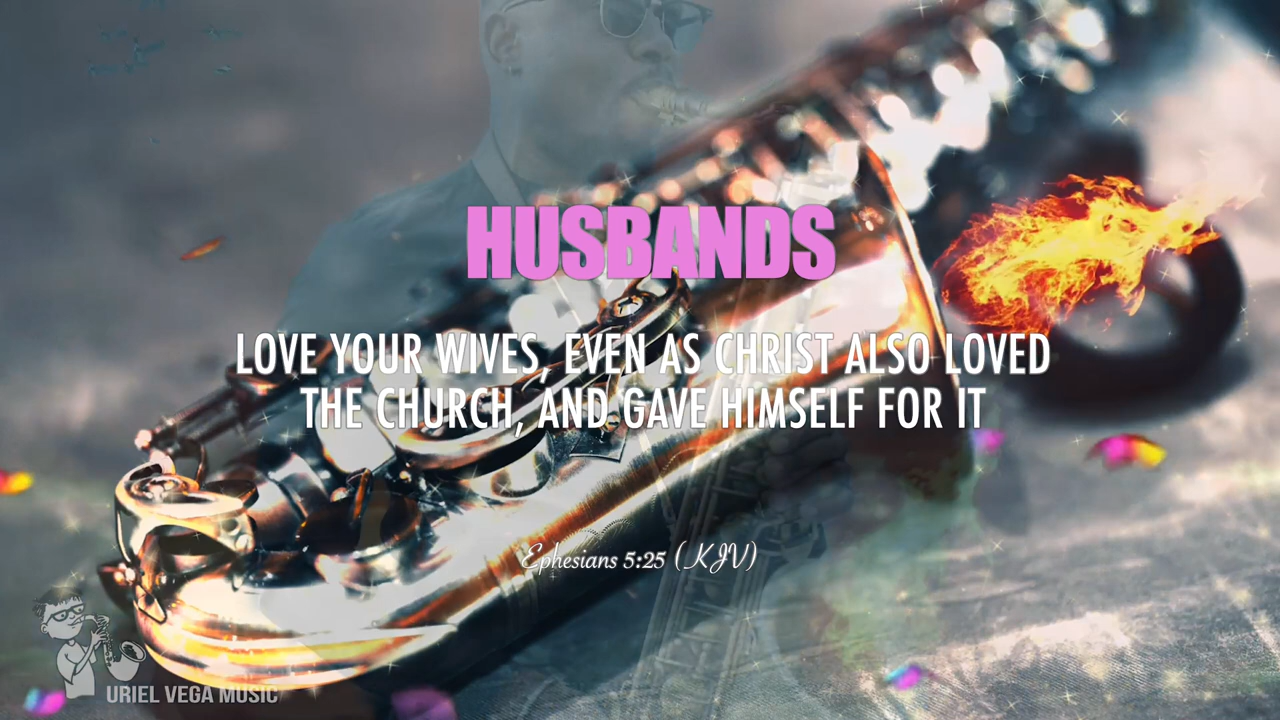 HUSBANDS
LOVE YOUR WIVES, EVEN AS CHRIST ALSO LOVED
THE CHURCH, AND GAVE HIMSELF FOR IT
Ephesians 5:25 (KJV)
URIEL VEGA MUSIC